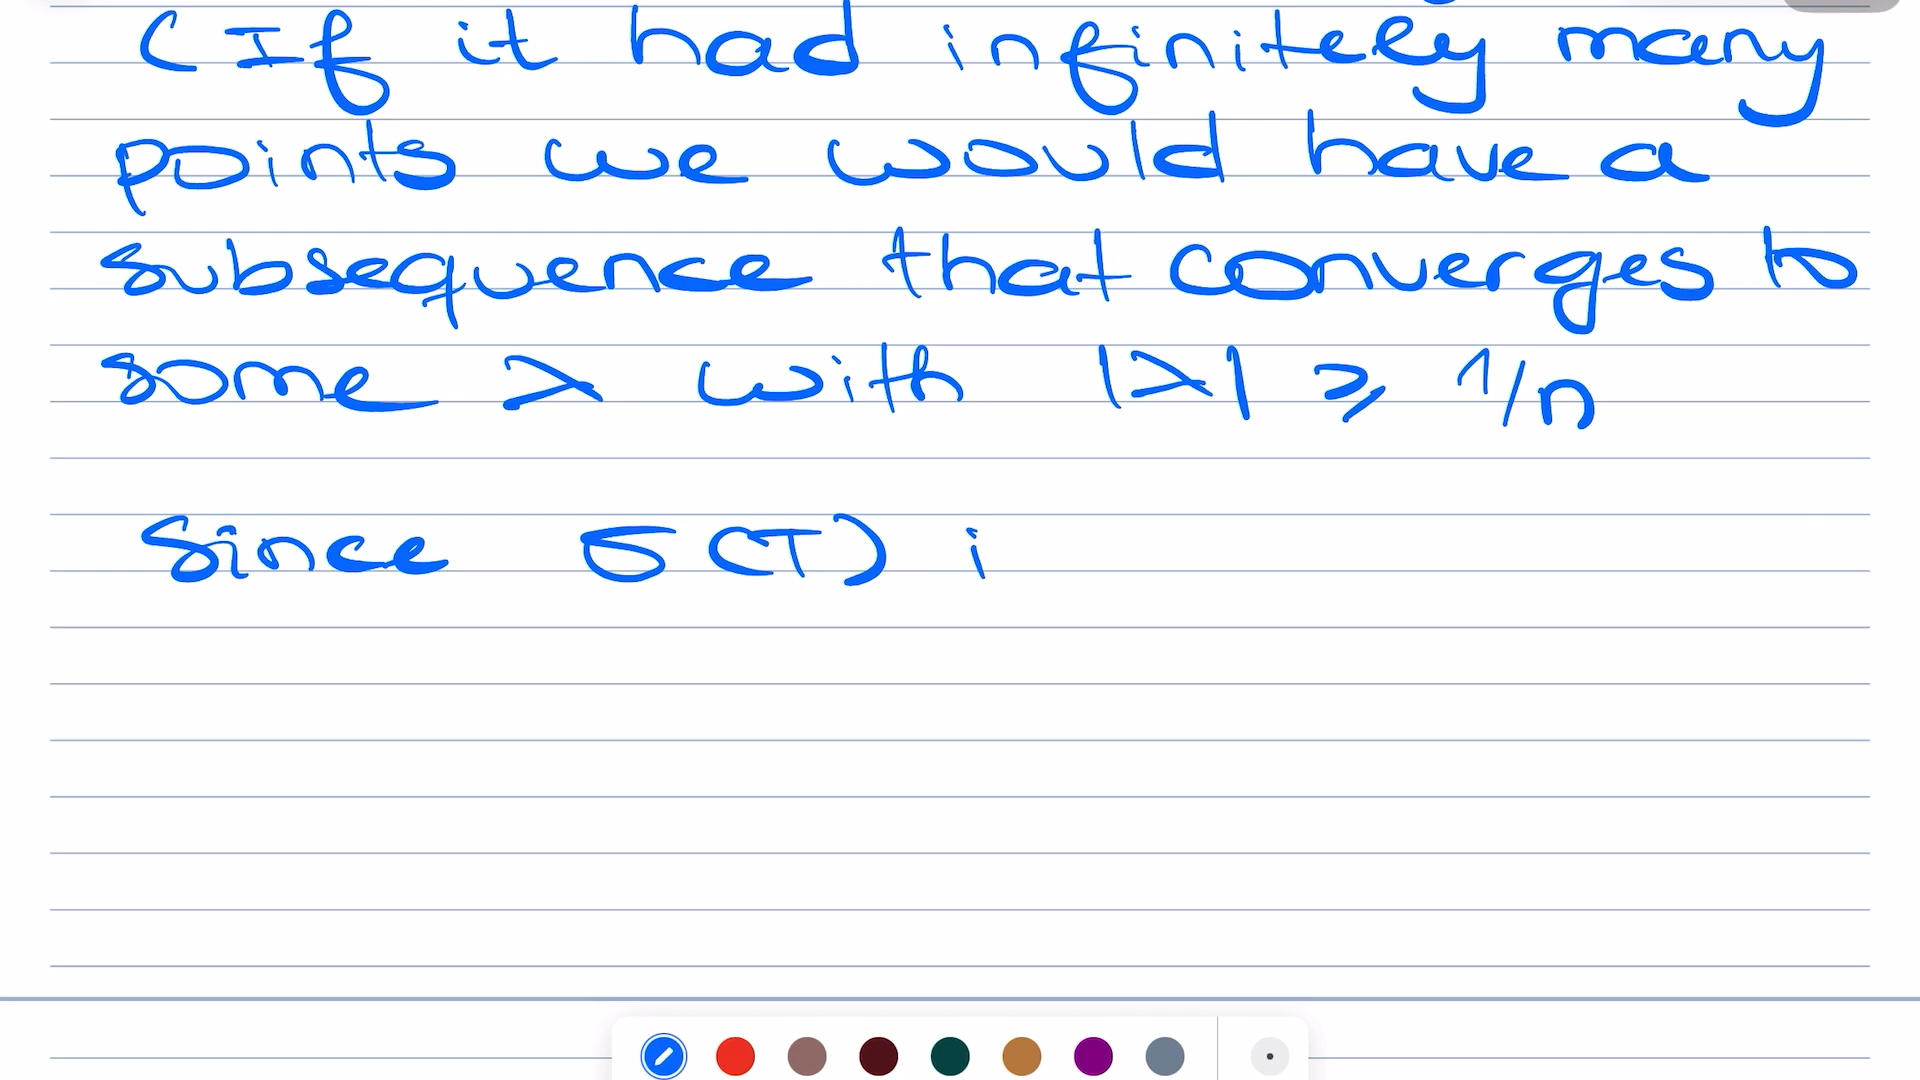 (If it had infinitely many
points we would have a
subsequence that converges to
some λ with |λ| ⩾ 1/n
Since σ(T) i